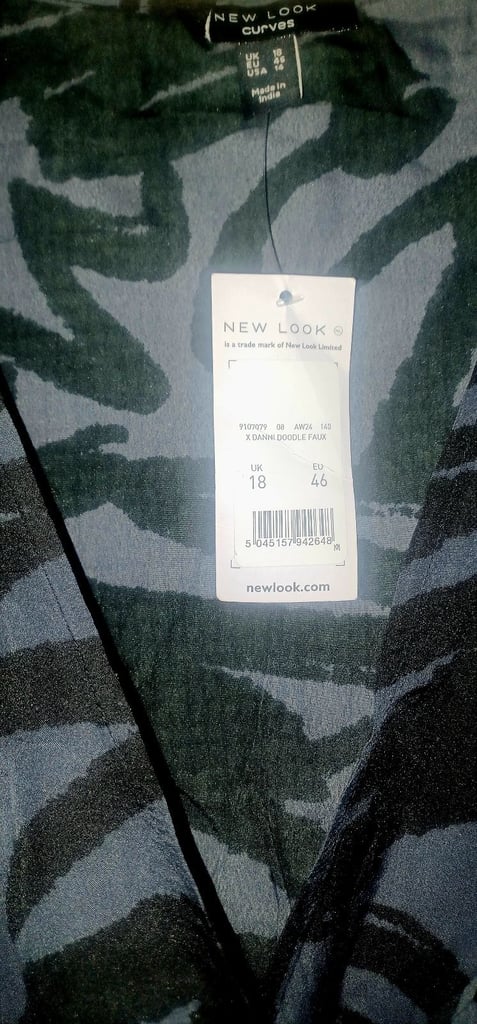 NEW LOOK
curves
UK 18
EU 46
USA 14
Made in
India
NEW LOOK
is a trade mark of New Look Limited
9107079 08 AW24 140
X DANNI DOODLE FAUX
UK EU
18 46
5 045157 942648
newlook.com